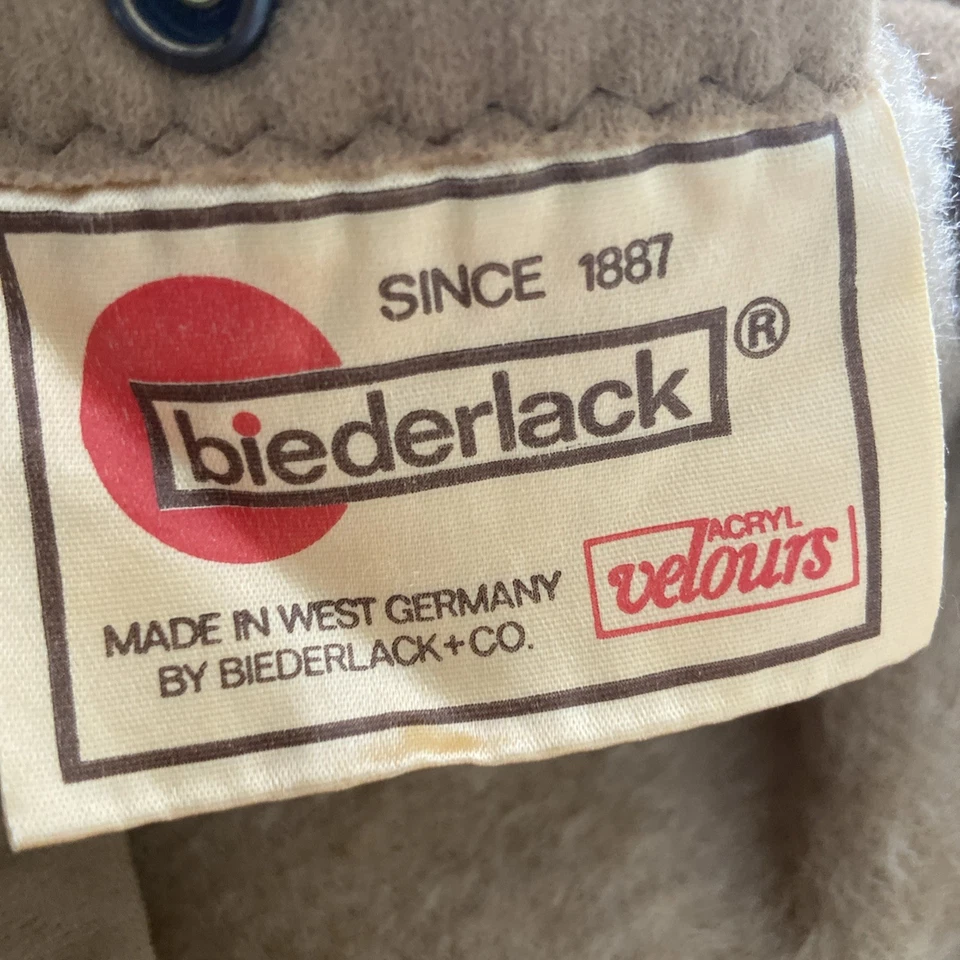 SINCE 1887
biederlack®
ACRYL
velours
MADE IN WEST GERMANY
BY BIEDERLACK+CO.